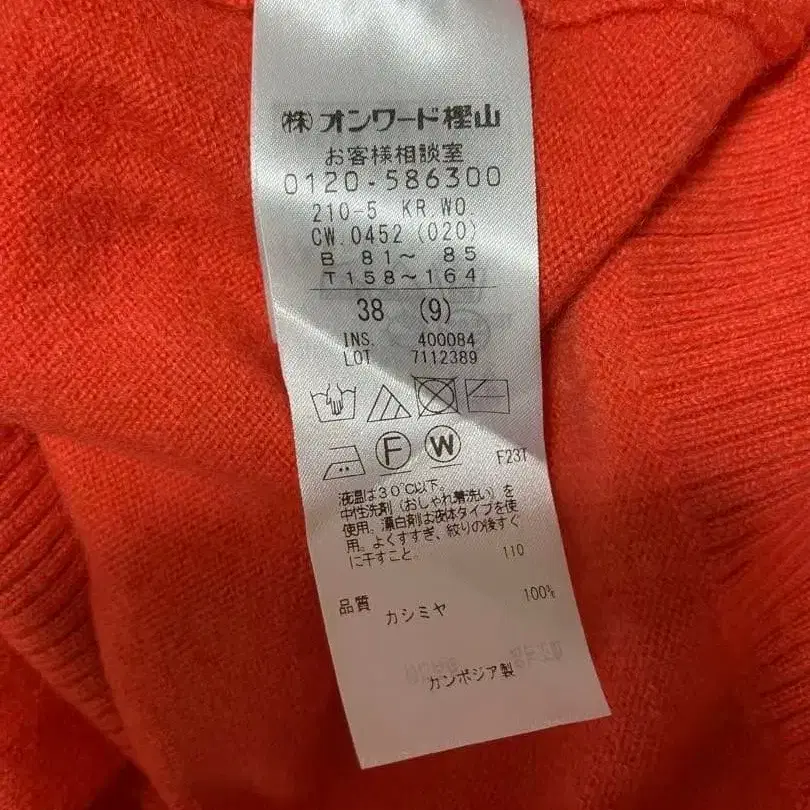 ㈱オンワード樫山
お客様相談室
0120-586300
210-5 KR.WO.
CW.0452 (020)
B 81～ 85
T158～164
38 (9)
INS. 400084
LOT 7112389
F W F23T
液温は30℃以下。
中性洗剤（おしゃれ着洗い）を
使用。漂白剤は液体タイプを使
用。よくすすぎ、絞りの後すぐ
に干すこと。 110
品質 カシミヤ 100%
カンボジア製